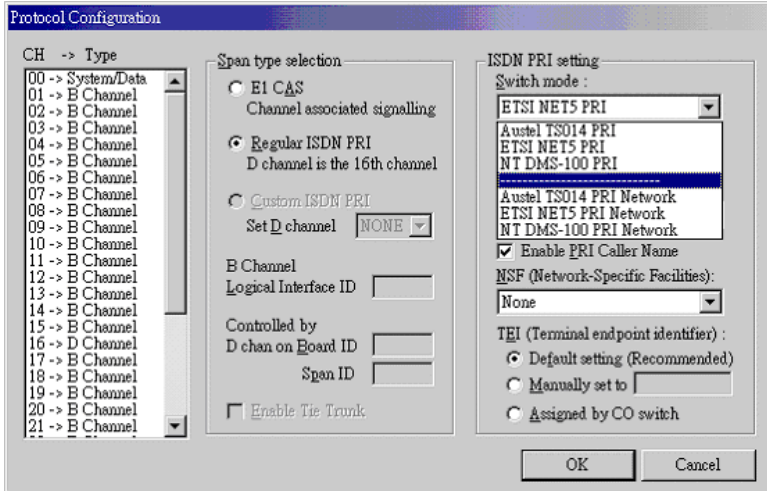 Protocol Configuration
CH -> Type
00 -> System/Data
01 -> B Channel
02 -> B Channel
03 -> B Channel
04 -> B Channel
05 -> B Channel
06 -> B Channel
07 -> B Channel
08 -> B Channel
09 -> B Channel
10 -> B Channel
11 -> B Channel
12 -> B Channel
13 -> B Channel
14 -> B Channel
15 -> B Channel
16 -> D Channel
17 -> B Channel
18 -> B Channel
19 -> B Channel
20 -> B Channel
21 -> B Channel
Span type selection
E1 CAS
Channel associated signalling
Regular ISDN PRI
D channel is the 16th channel
Custom ISDN PRI
Set D channel NONE
B Channel
Logical Interface ID
Controlled by
D chan on Board ID
Span ID
Enable Tie Trunk
ISDN PRI setting
Switch mode :
ETSI NET5 PRI
Austel TS014 PRI
ETSI NET5 PRI
NT DMS-100 PRI
------------------------------
Austel TS014 PRI Network
ETSI NET5 PRI Network
NT DMS-100 PRI Network
Enable PRI Caller Name
NSF (Network-Specific Facilities):
None
TEI (Terminal endpoint identifier) :
Default setting (Recommended)
Manually set to
Assigned by CO switch
OK Cancel